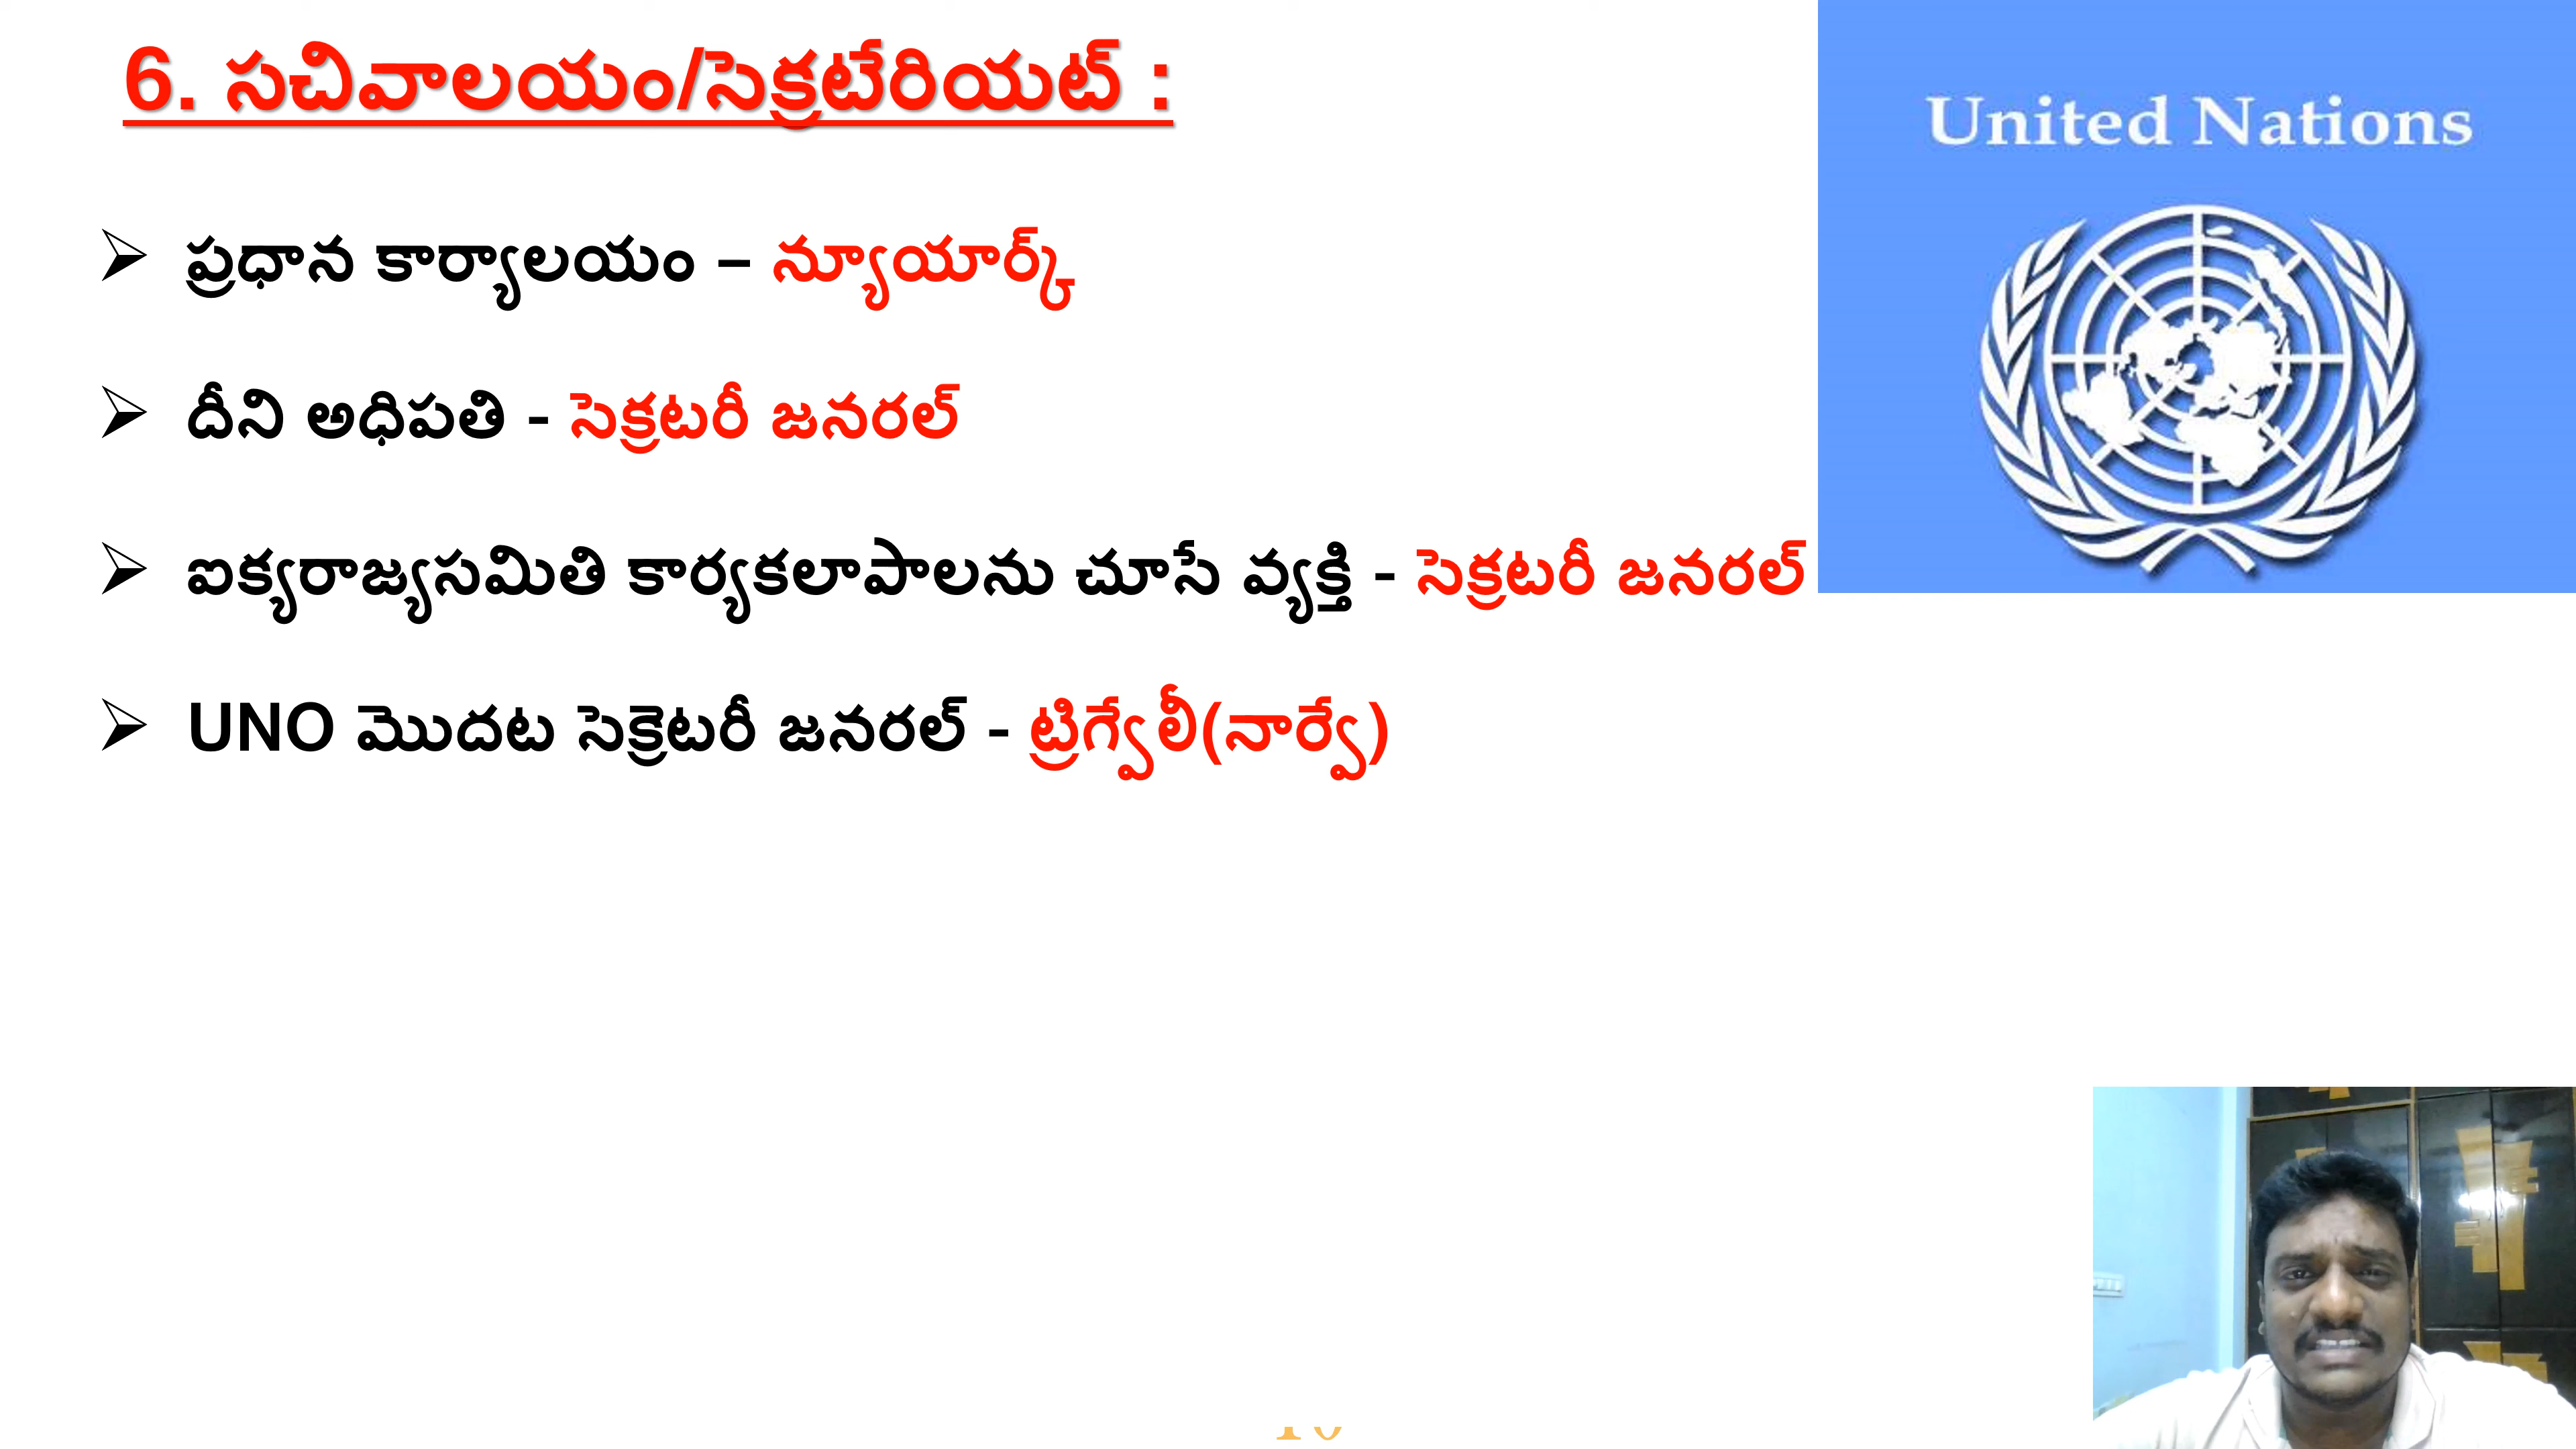 6. సచివాలయం/సెక్రటేరియట్ :
United Nations
➢ ప్రధాన కార్యాలయం – న్యూయార్క్
➢ దీని అధిపతి - సెక్రటరీ జనరల్
➢ ఐక్యరాజ్యసమితి కార్యకలాపాలను చూసే వ్యక్తి - సెక్రటరీ జనరల్
➢ UNO మొదట సెక్రెటరీ జనరల్ - ట్రిగ్వేలీ(నార్వే)